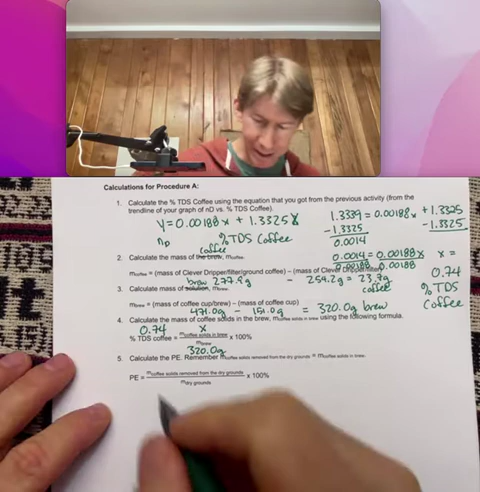 Calculations for Procedure A:
1. Calculate the % TDS Coffee using the equation that you got from the previous activity (from the
trendline of your graph of nD vs. % TDS Coffee).
y = 0.00188x + 1.3325
nD
% TDS Coffee
1.3339 = 0.00188x + 1.3325
-1.3325 -1.3325
0.0014
0.0014 = 0.00188x
0.00188 0.00188
x =
0.74
% TDS
Coffee
coffee
2. Calculate the mass of the brew, mcoffee.
mcoffee = (mass of Clever Dripper/filter/ground coffee) – (mass of Clever Dripper/filter)
277.8g - 254.2g = 23.
coffee
brew
3. Calculate mass of solution, mbrew.
mbrew = (mass of coffee cup/brew) – (mass of coffee cup)
471.0g - 151.0g = 320.0g brew
4. Calculate the mass of coffee solids in the brew, mcoffee solids in brew using the following formula.
0.74 x
% TDS coffee = mcoffee solids in brew / mbrew x 100%
320.0g
5. Calculate the PE. Remember mcoffee solids removed from the dry grounds = mcoffee solids in brew.
PE = mcoffee solids removed from the dry grounds / mdry grounds x 100%